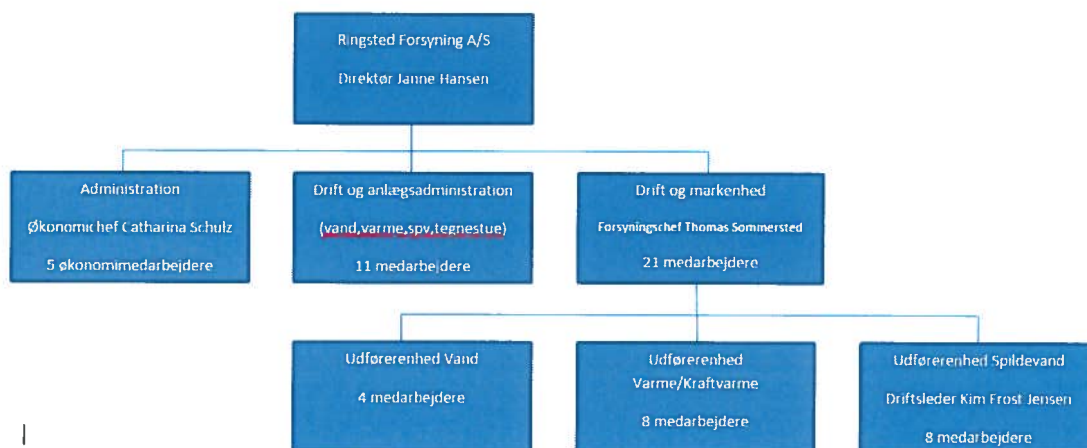 Ringsted Forsyning A/S
Direktør Janne Hansen
Administration
Økonomichef Catharina Schulz
5 økonomimedarbejdere
Drift og anlægsadministration
(vand,varme,spv,tegnestue)
11 medarbejdere
Drift og markenhed
Forsyningschef Thomas Sommersted
21 medarbejdere
Udførerenhed Vand
4 medarbejdere
Udførerenhed
Varme/Kraftvarme
8 medarbejdere
Udførerenhed Spildevand
Driftsleder Kim Frost Jensen
8 medarbejdere